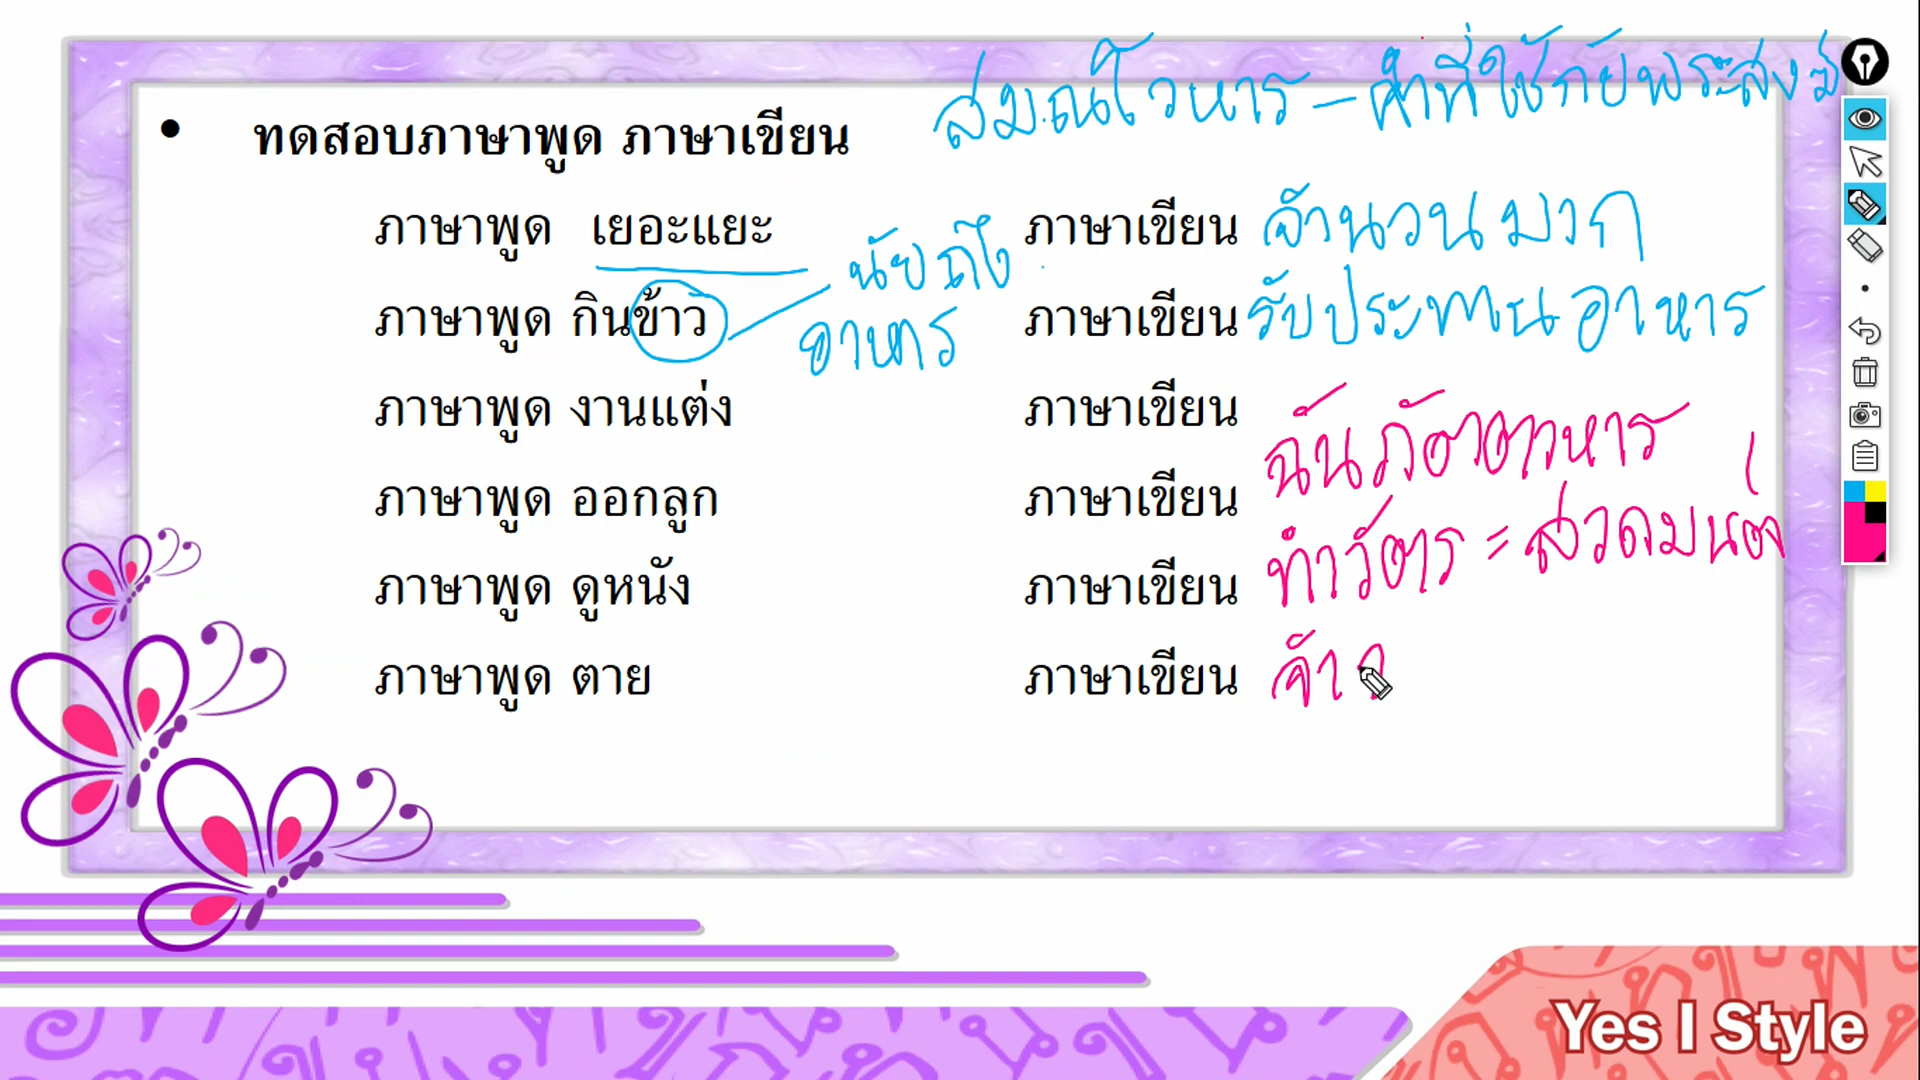 สมณโวหาร – คำที่ใช้กับพระสงฆ์
• ทดสอบภาษาพูด ภาษาเขียน
ภาษาพูด เยอะแยะ ภาษาเขียน จำนวนมาก
นัยถึง
อาหาร
ภาษาพูด กินข้าว ภาษาเขียน รับประทานอาหาร
ภาษาพูด งานแต่ง ภาษาเขียน
ฉันภัตตาหาร
ภาษาพูด ออกลูก ภาษาเขียน
ทำวัตร = สวดมนต์
ภาษาพูด ดูหนัง ภาษาเขียน
ภาษาพูด ตาย ภาษาเขียน จำ
Yes I Style